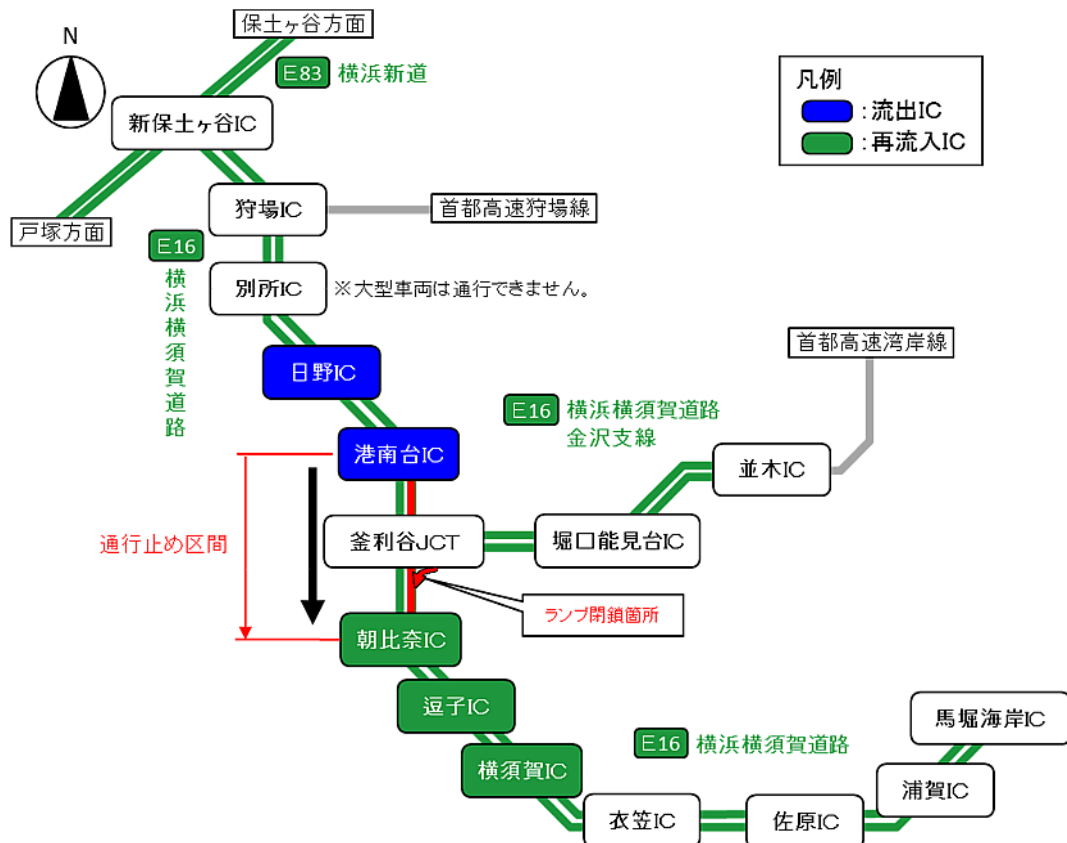 保土ヶ谷方面
N
E83 横浜新道
新保土ヶ谷IC
凡例
:流出IC
:再流入IC
戸塚方面
狩場IC
首都高速狩場線
E16
横浜横須賀道路
別所IC
※大型車両は通行できません。
日野IC
首都高速湾岸線
E16 横浜横須賀道路
金沢支線
港南台IC
並木IC
通行止め区間
釜利谷JCT
堀口能見台IC
ランプ閉鎖箇所
朝比奈IC
逗子IC
馬堀海岸IC
E16 横浜横須賀道路
横須賀IC
浦賀IC
衣笠IC
佐原IC